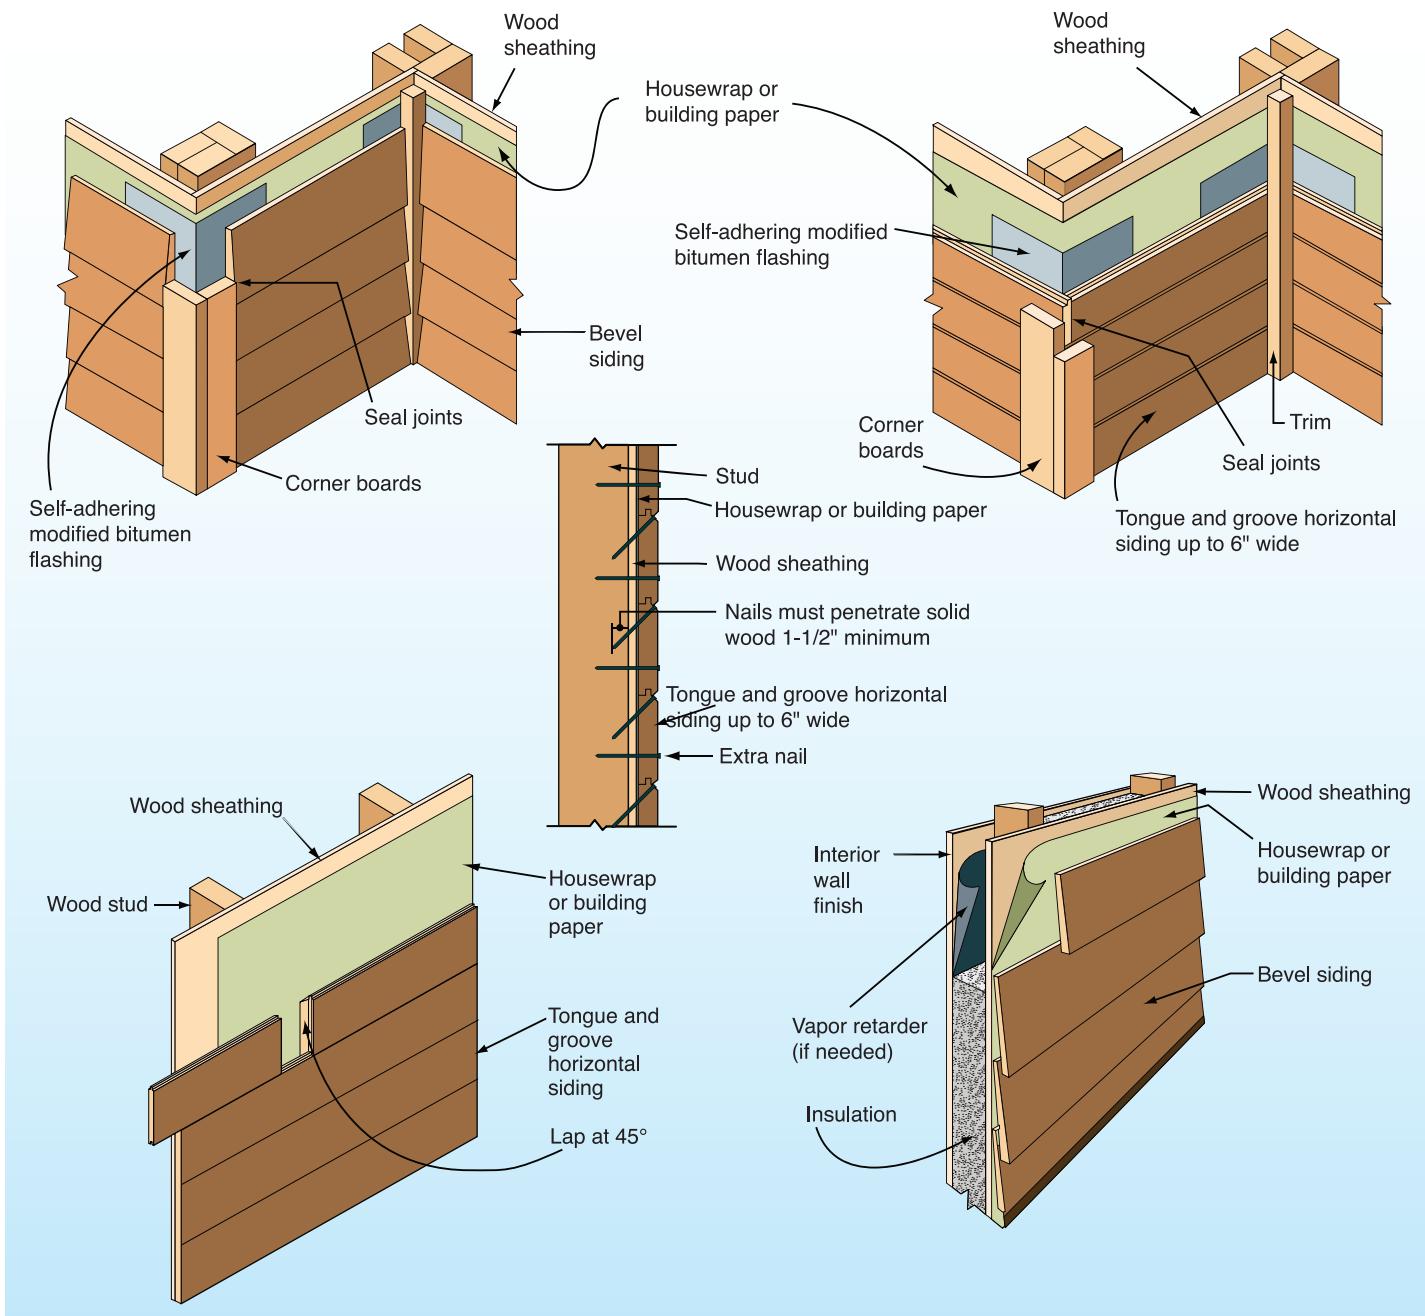 Wood
sheathing
Housewrap or
building paper
Bevel
siding
Seal joints
Corner boards
Self-adhering
modified bitumen
flashing
Wood
sheathing
Self-adhering modified
bitumen flashing
Corner
boards
Trim
Seal joints
Tongue and groove horizontal
siding up to 6" wide
Stud
Housewrap or building paper
Wood sheathing
Nails must penetrate solid
wood 1-1/2" minimum
Tongue and groove horizontal
siding up to 6" wide
Extra nail
Wood sheathing
Wood stud
Housewrap
or building
paper
Tongue and
groove
horizontal
siding
Lap at 45°
Wood sheathing
Interior
wall
finish
Housewrap or
building paper
Bevel siding
Vapor retarder
(if needed)
Insulation